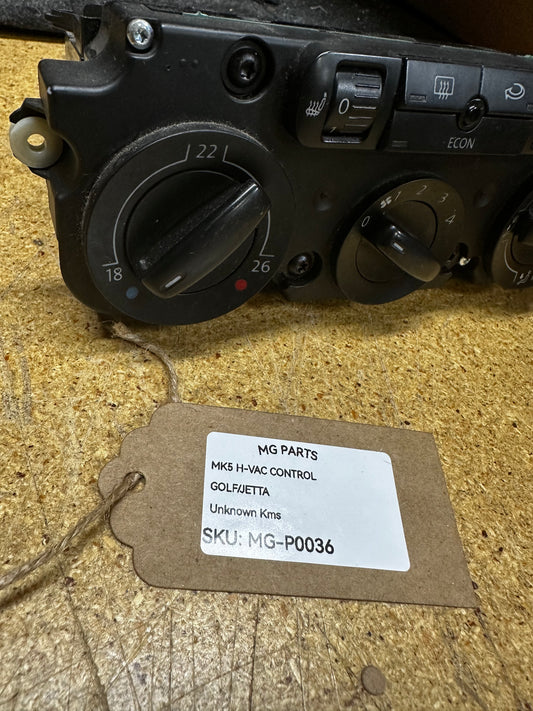 0
ECON
22
18
26
0
1
2
3
4
MG PARTS
MK5 H-VAC CONTROL
GOLF/JETTA
Unknown Kms
SKU: MG-P0036